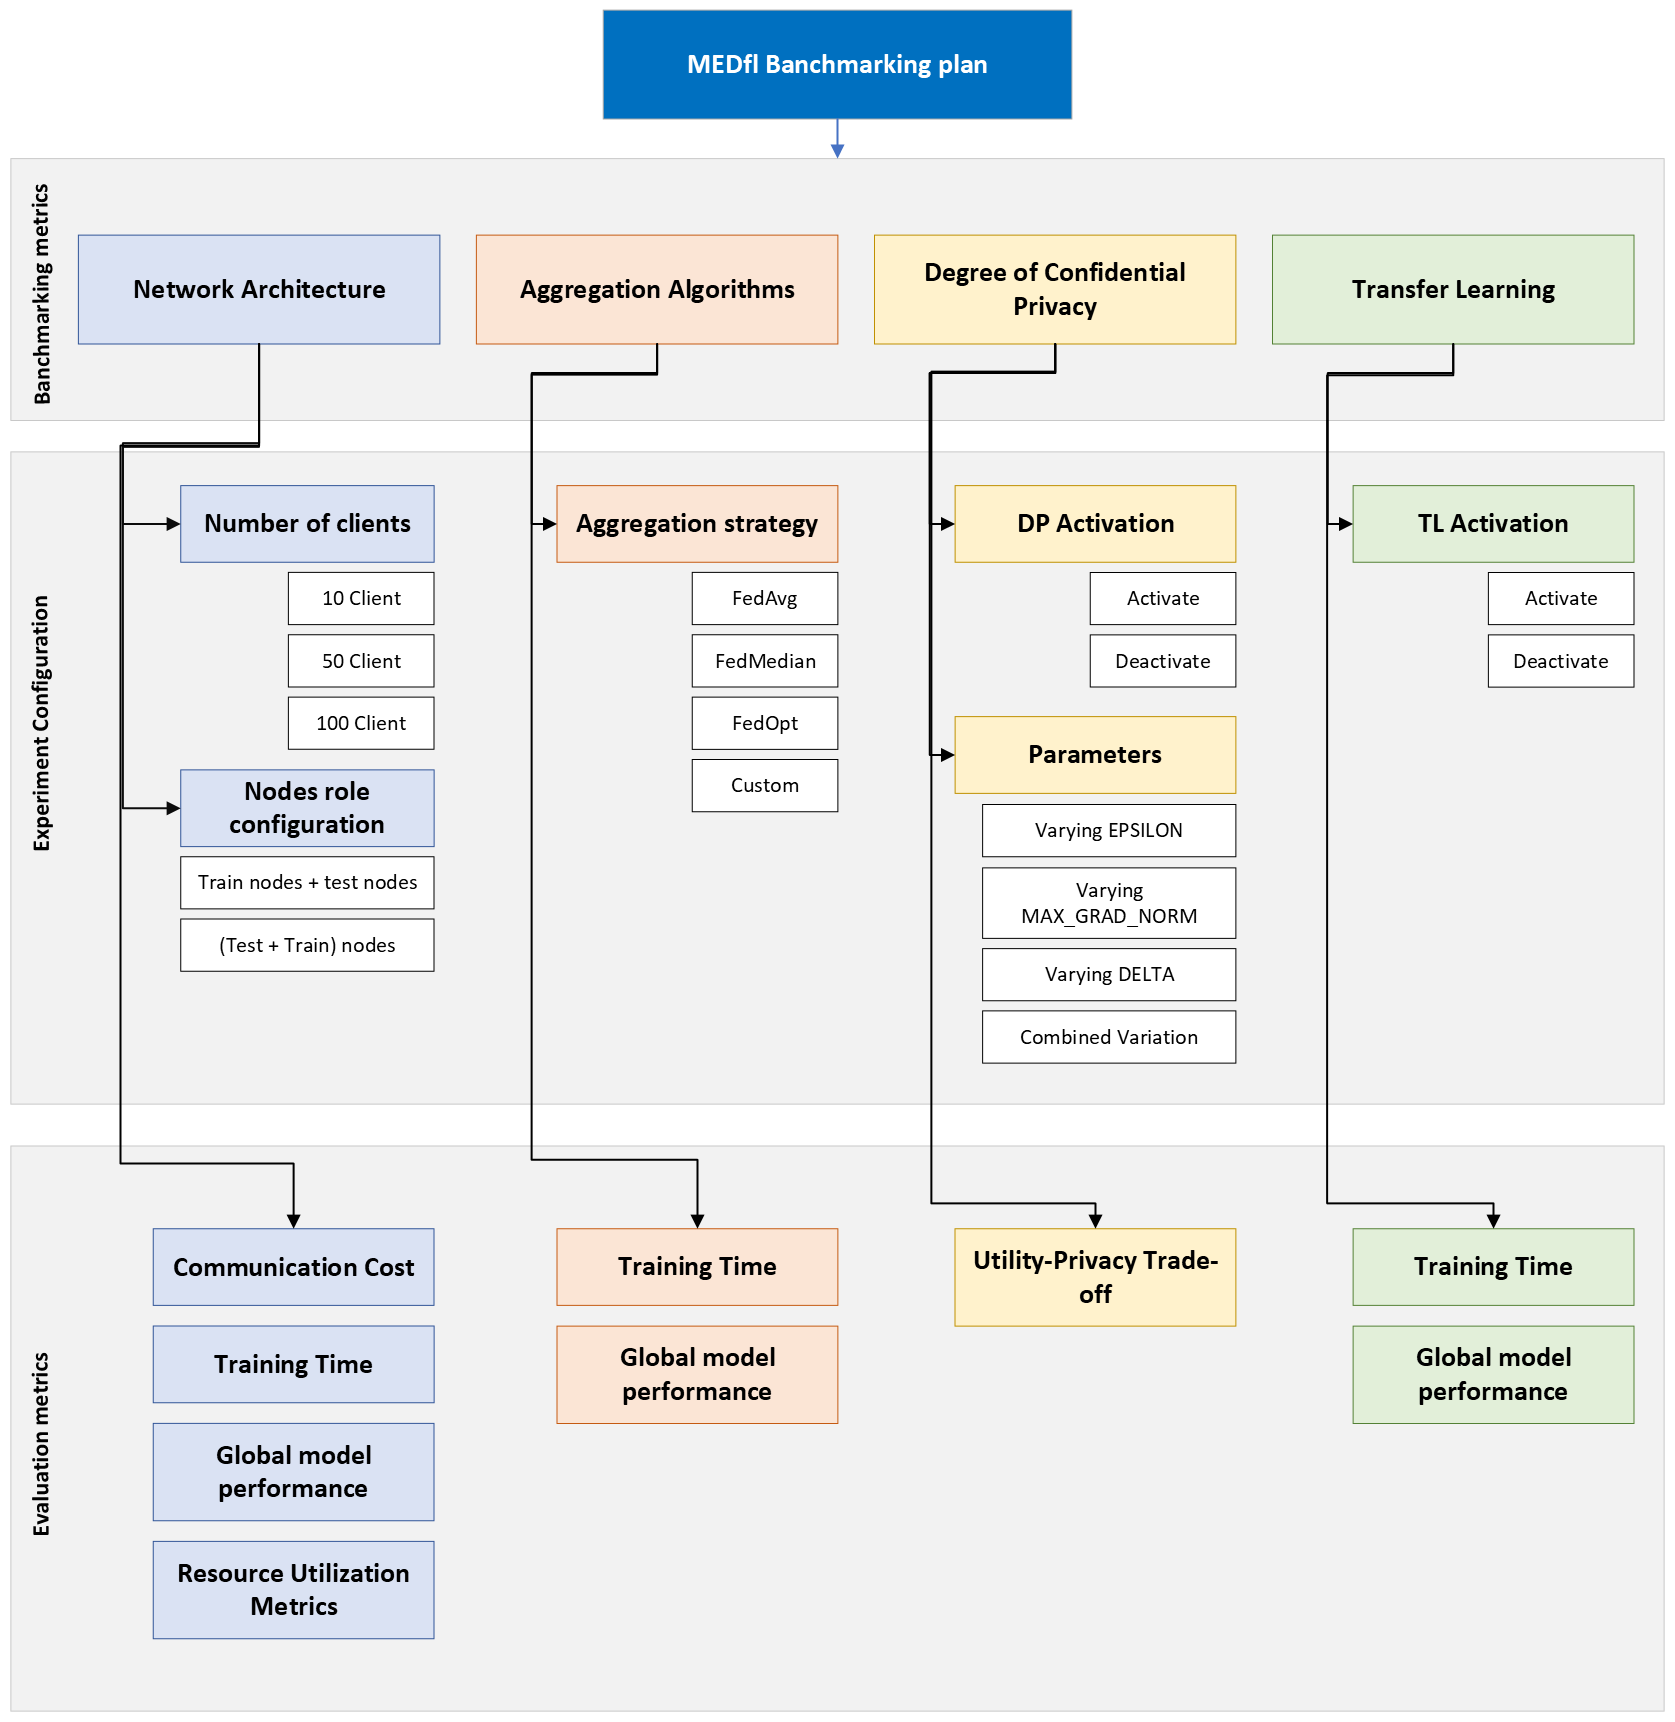 MEDfl Banchmarking plan
Banchmarking metrics
Network Architecture
Aggregation Algorithms
Degree of Confidential
Privacy
Transfer Learning
Experiment Configuration
Number of clients
10 Client
50 Client
100 Client
Nodes role
configuration
Train nodes + test nodes
(Test + Train) nodes
Aggregation strategy
FedAvg
FedMedian
FedOpt
Custom
DP Activation
Activate
Deactivate
Parameters
Varying EPSILON
Varying
MAX_GRAD_NORM
Varying DELTA
Combined Variation
TL Activation
Activate
Deactivate
Evaluation metrics
Communication Cost
Training Time
Global model
performance
Resource Utilization
Metrics
Training Time
Global model
performance
Utility-Privacy Trade-
off
Training Time
Global model
performance